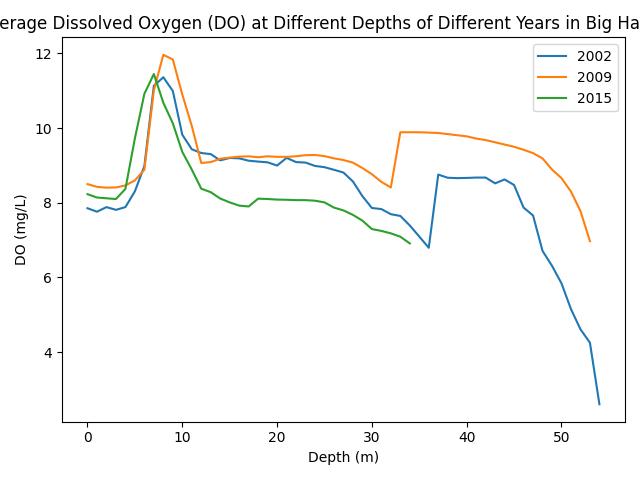 erage Dissolved Oxygen (DO) at Different Depths of Different Years in Big Ha
12
10
8
6
4
DO (mg/L)
2002
2009
2015
0 10 20 30 40 50
Depth (m)